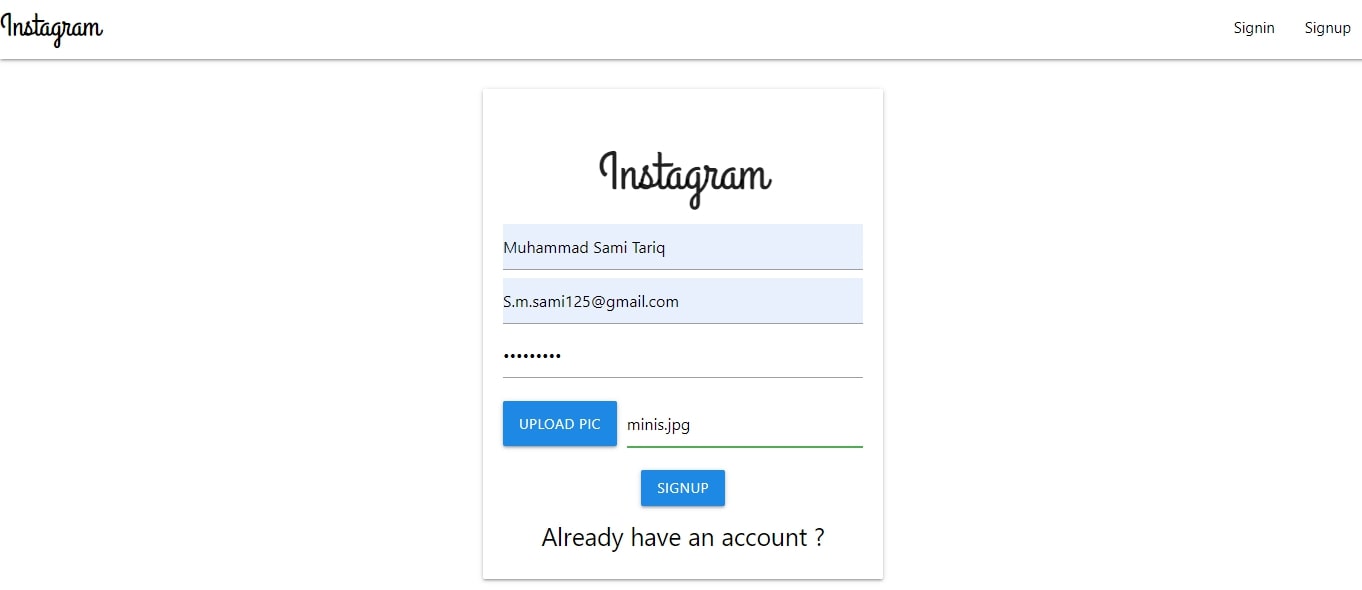 Instagram
Signin Signup
Instagram
Muhammad Sami Tariq
S.m.sami125@gmail.com
•••••••••
UPLOAD PIC minis.jpg
SIGNUP
Already have an account ?